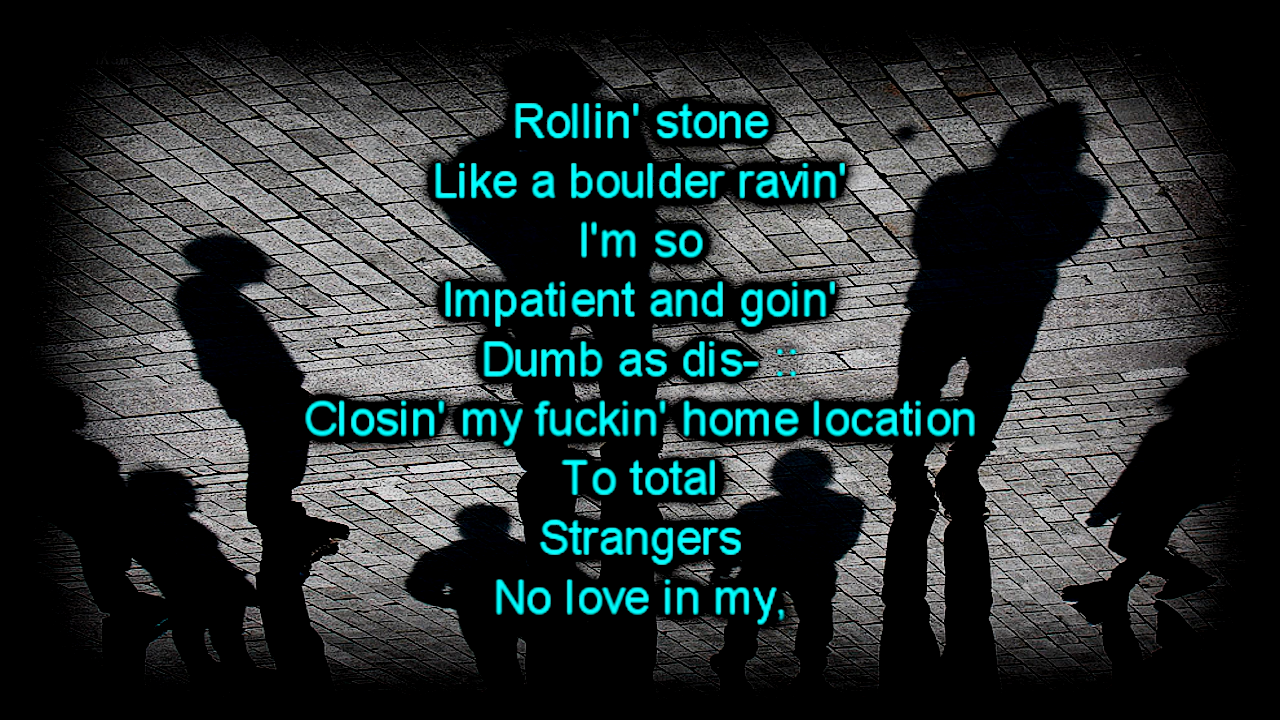 Rollin' stone
Like a boulder ravin'
I'm so
Impatient and goin'
Dumb as dis- ::
Closin' my fuckin' home location
To total
Strangers
No love in my,